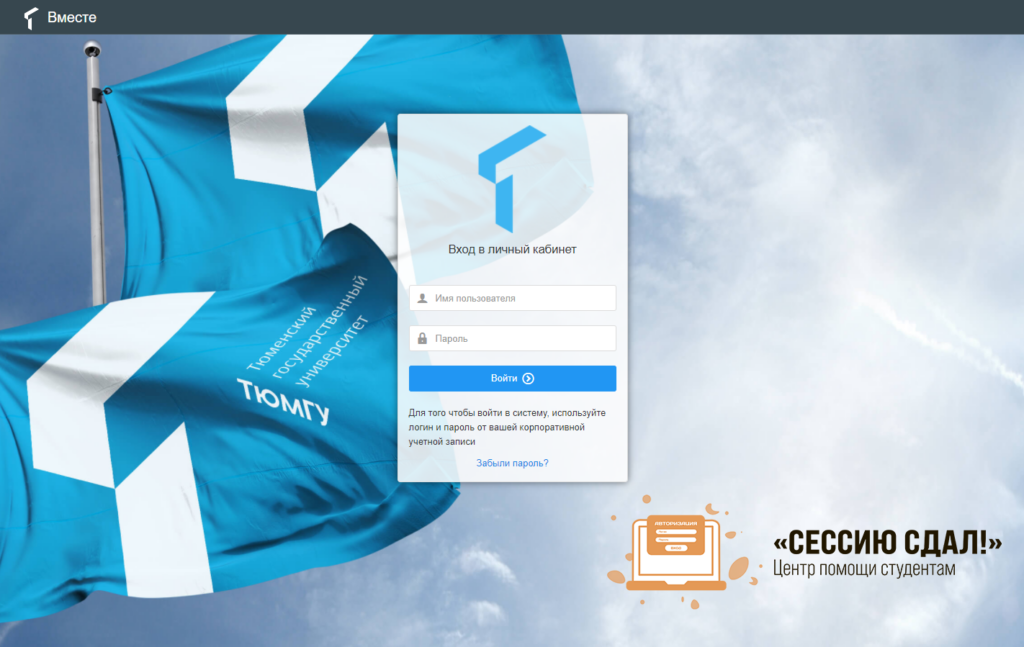 Вместе
Вход в личный кабинет
Имя пользователя
Пароль
Войти
Для того чтобы войти в систему, используйте
логин и пароль от вашей корпоративной
учетной записи
Забыли пароль?
Тюменский
государственный
университет
ТЮМГУ
АВТОРИЗАЦИЯ
«СЕССИЮ СДАЛ!»
Центр помощи студентам